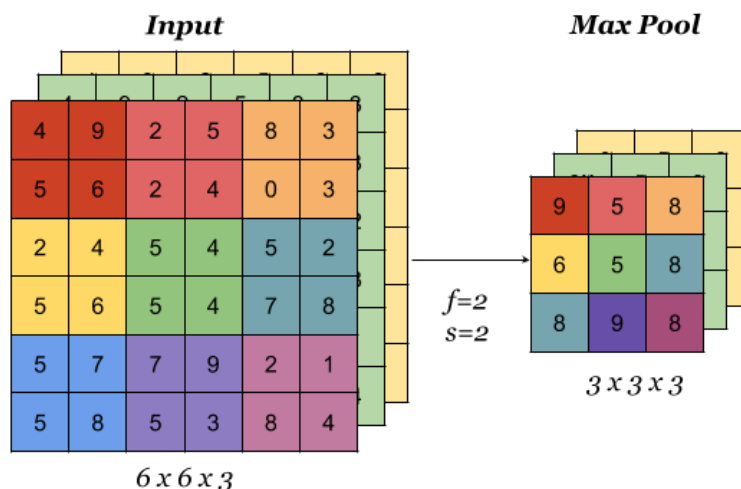 Input
Max Pool
4 9 2 5 8 3
5 6 2 4 0 3
2 4 5 4 5 2
5 6 5 4 7 8
5 7 7 9 2 1
5 8 5 3 8 4
6 x 6 x 3
f=2
s=2
9 5 8
6 5 8
8 9 8
3 x 3 x 3